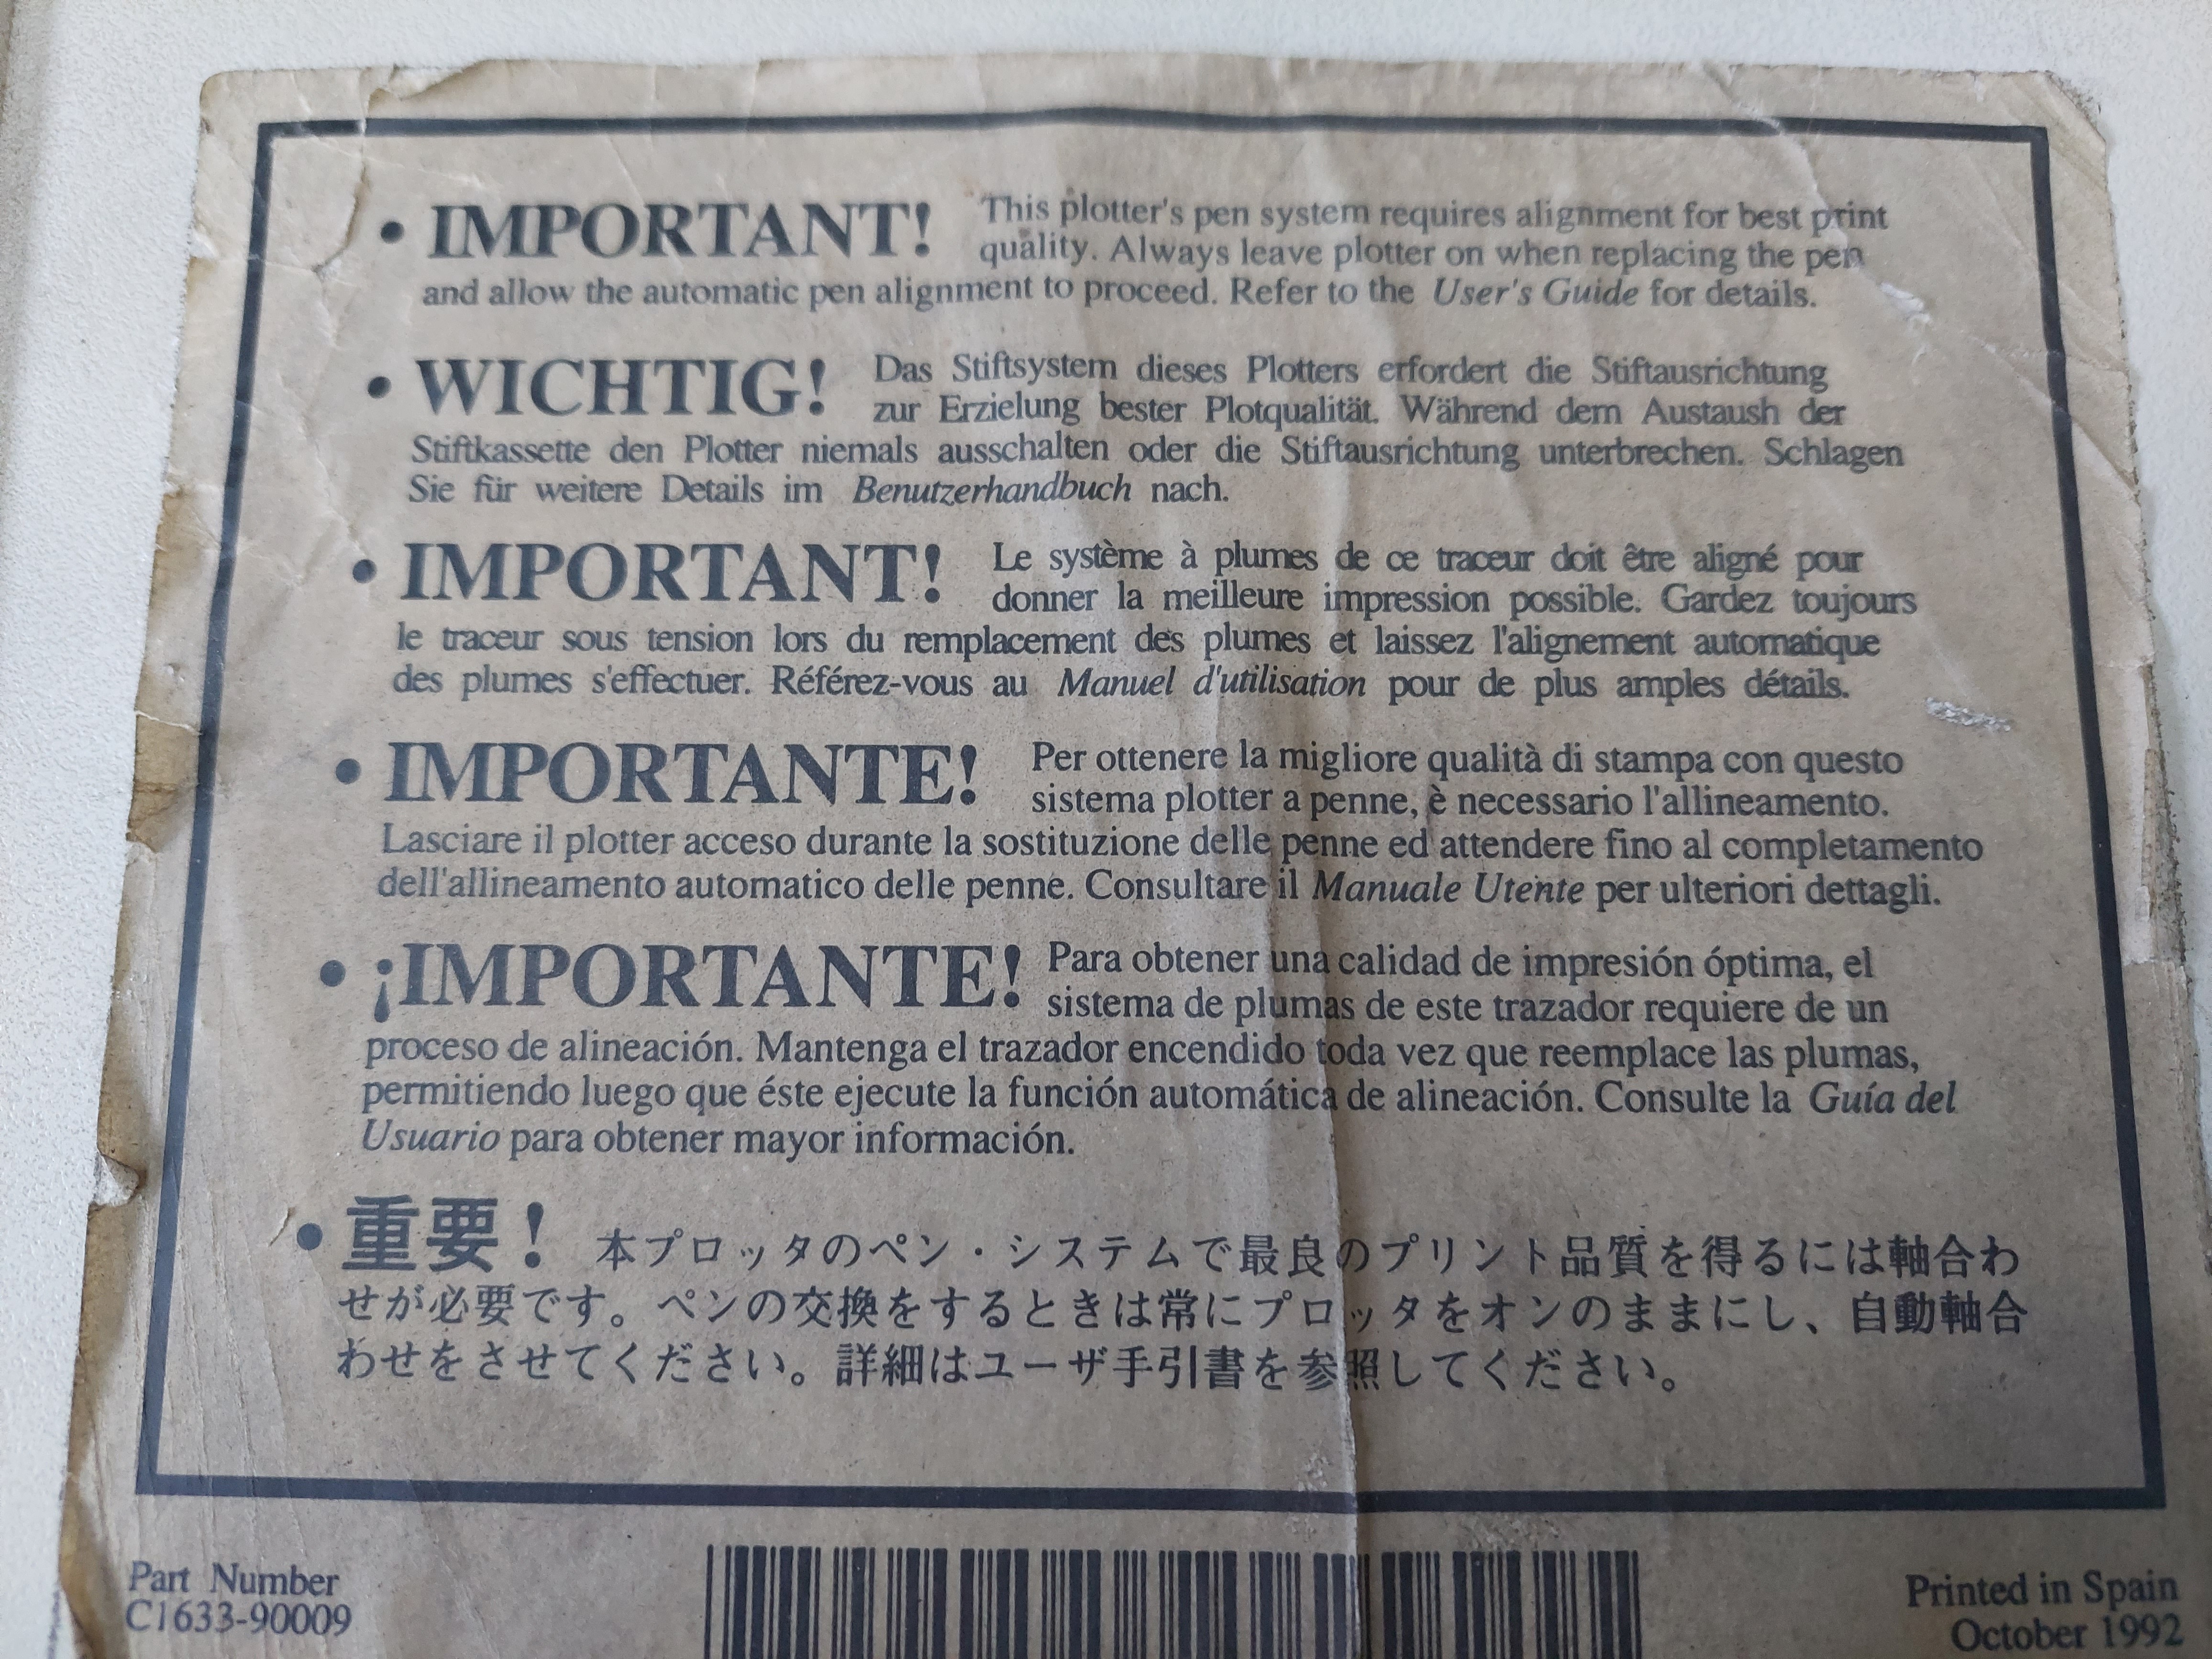 • IMPORTANT! This plotter's pen system requires alignment for best print
quality. Always leave plotter on when replacing the pen
and allow the automatic pen alignment to proceed. Refer to the User's Guide for details.
• WICHTIG! Das Stiftsystem dieses Plotters erfordert die Stiftausrichtung
zur Erzielung bester Plotqualität. Während dem Austaush der
Stiftkassette den Plotter niemals ausschalten oder die Stiftausrichtung unterbrechen. Schlagen
Sie für weitere Details im Benutzerhandbuch nach.
• IMPORTANT! Le système à plumes de ce traceur doit être aligné pour
donner la meilleure impression possible. Gardez toujours
le traceur sous tension lors du remplacement des plumes et laissez l'alignement automatique
des plumes s'effectuer. Référez-vous au Manuel d'utilisation pour de plus amples détails.
• IMPORTANTE! Per ottenere la migliore qualità di stampa con questo
sistema plotter a penne, è necessario l'allineamento.
Lasciare il plotter acceso durante la sostituzione delle penne ed attendere fino al completamento
dell'allineamento automatico delle penne. Consultare il Manuale Utente per ulteriori dettagli.
• ¡IMPORTANTE! Para obtener una calidad de impresión óptima, el
sistema de plumas de este trazador requiere de un
proceso de alineación. Mantenga el trazador encendido toda vez que reemplace las plumas,
permitiendo luego que éste ejecute la función automática de alineación. Consulte la Guía del
Usuario para obtener mayor información.
• 重要! 本プロッタのペン・システムで最良のプリント品質を得るには軸合わ
せが必要です。ペンの交換をするときは常にプロッタをオンのままにし、自動軸合
わせをさせてください。詳細はユーザ手引書を参照してください。
Part Number
C1633-90009
Printed in Spain
October 1992